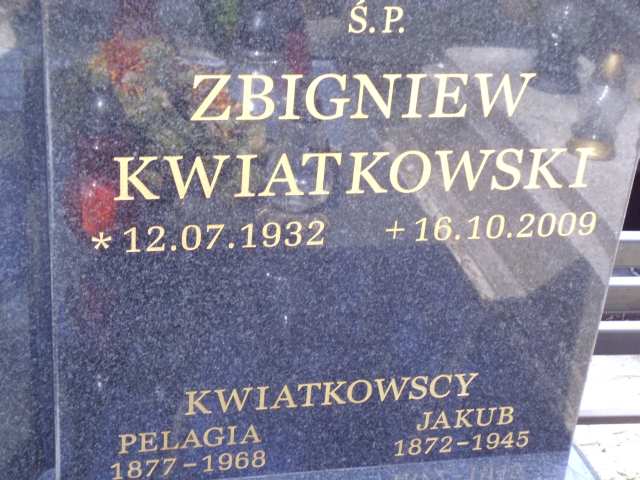 Ś.P.
ZBIGNIEW
KWIATKOWSKI
* 12.07.1932 + 16.10.2009
KWIATKOWSCY
PELAGIA JAKUB
1877-1968 1872-1945